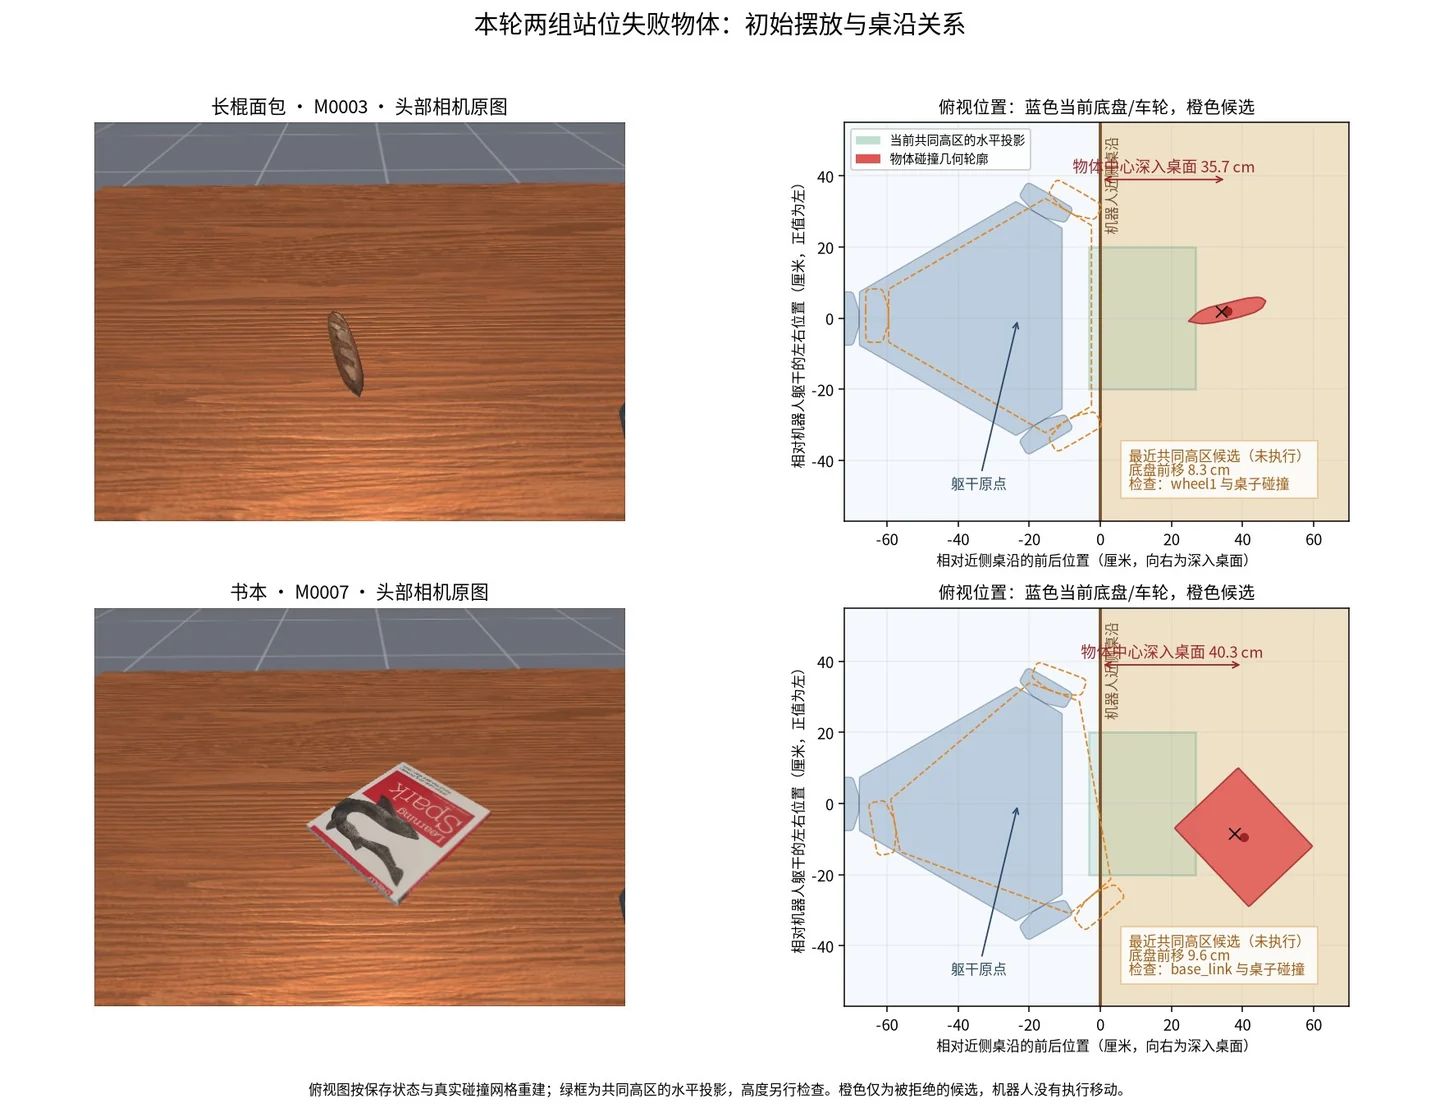 本轮两组站位失败物体：初始摆放与桌沿关系
长棍面包 · M0003 · 头部相机原图
俯视位置：蓝色当前底盘/车轮，橙色候选
当前共同高区的水平投影
物体碰撞几何轮廓
机器人近侧桌沿
物体中心深入桌面 35.7 cm
相对机器人躯干的左右位置（厘米，正值为左）
40
20
0
-20
-40
躯干原点
最近共同高区候选（未执行）
底盘前移 8.3 cm
检查：wheel1 与桌子碰撞
-60 -40 -20 0 20 40 60
相对近侧桌沿的前后位置（厘米，向右为深入桌面）
书本 · M0007 · 头部相机原图
Learning
Spark
俯视位置：蓝色当前底盘/车轮，橙色候选
机器人近侧桌沿
物体中心深入桌面 40.3 cm
相对机器人躯干的左右位置（厘米，正值为左）
40
20
0
-20
-40
躯干原点
最近共同高区候选（未执行）
底盘前移 9.6 cm
检查：base_link 与桌子碰撞
-60 -40 -20 0 20 40 60
相对近侧桌沿的前后位置（厘米，向右为深入桌面）
俯视图按保存状态与真实碰撞网格重建；绿框为共同高区的水平投影，高度另行检查。橙色仅为被拒绝的候选，机器人没有执行移动。